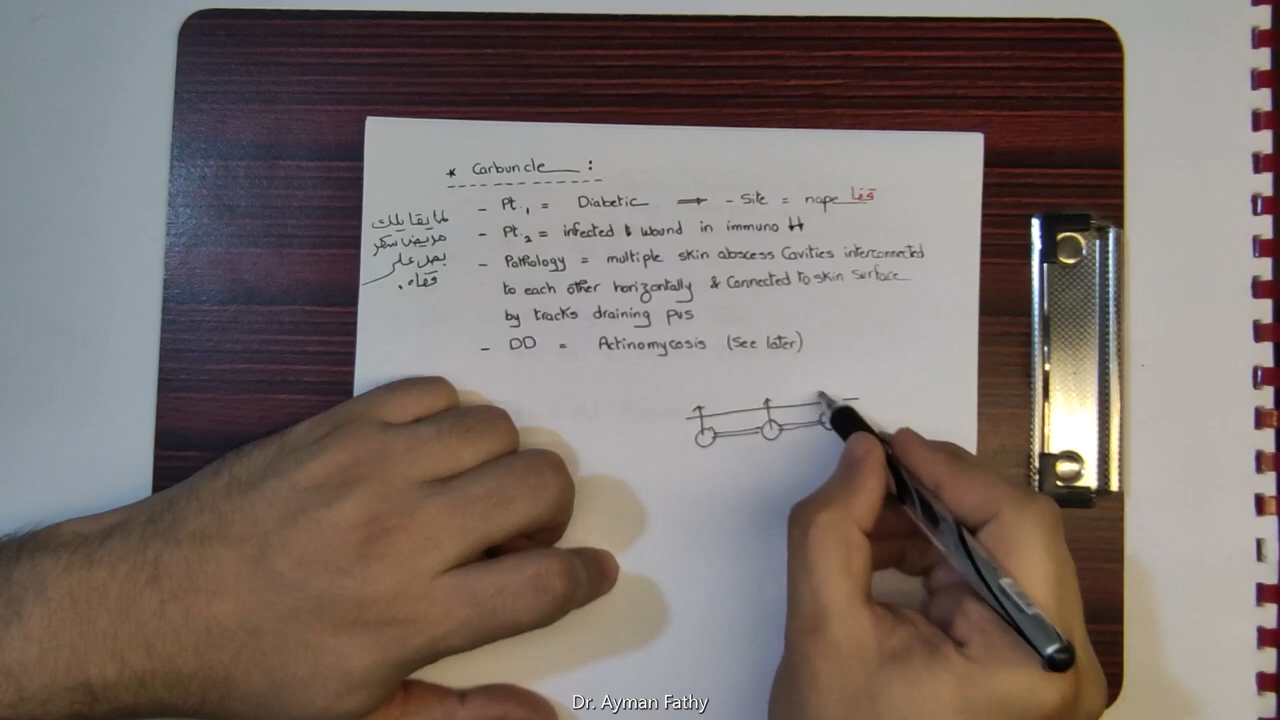 * Carbuncle :
- Pt.1 = Diabetic → - Site = nape قفا
- Pt.2 = infected wound in immuno
- Pathology = multiple skin abscess Cavities interconnected
to each other horizontally & Connected to skin surface
by tracks draining pus
- DD = Actinomycosis (See later)
لما يقابلك
مريض سكر
بص على
قفاه.
Dr. Ayman Fathy